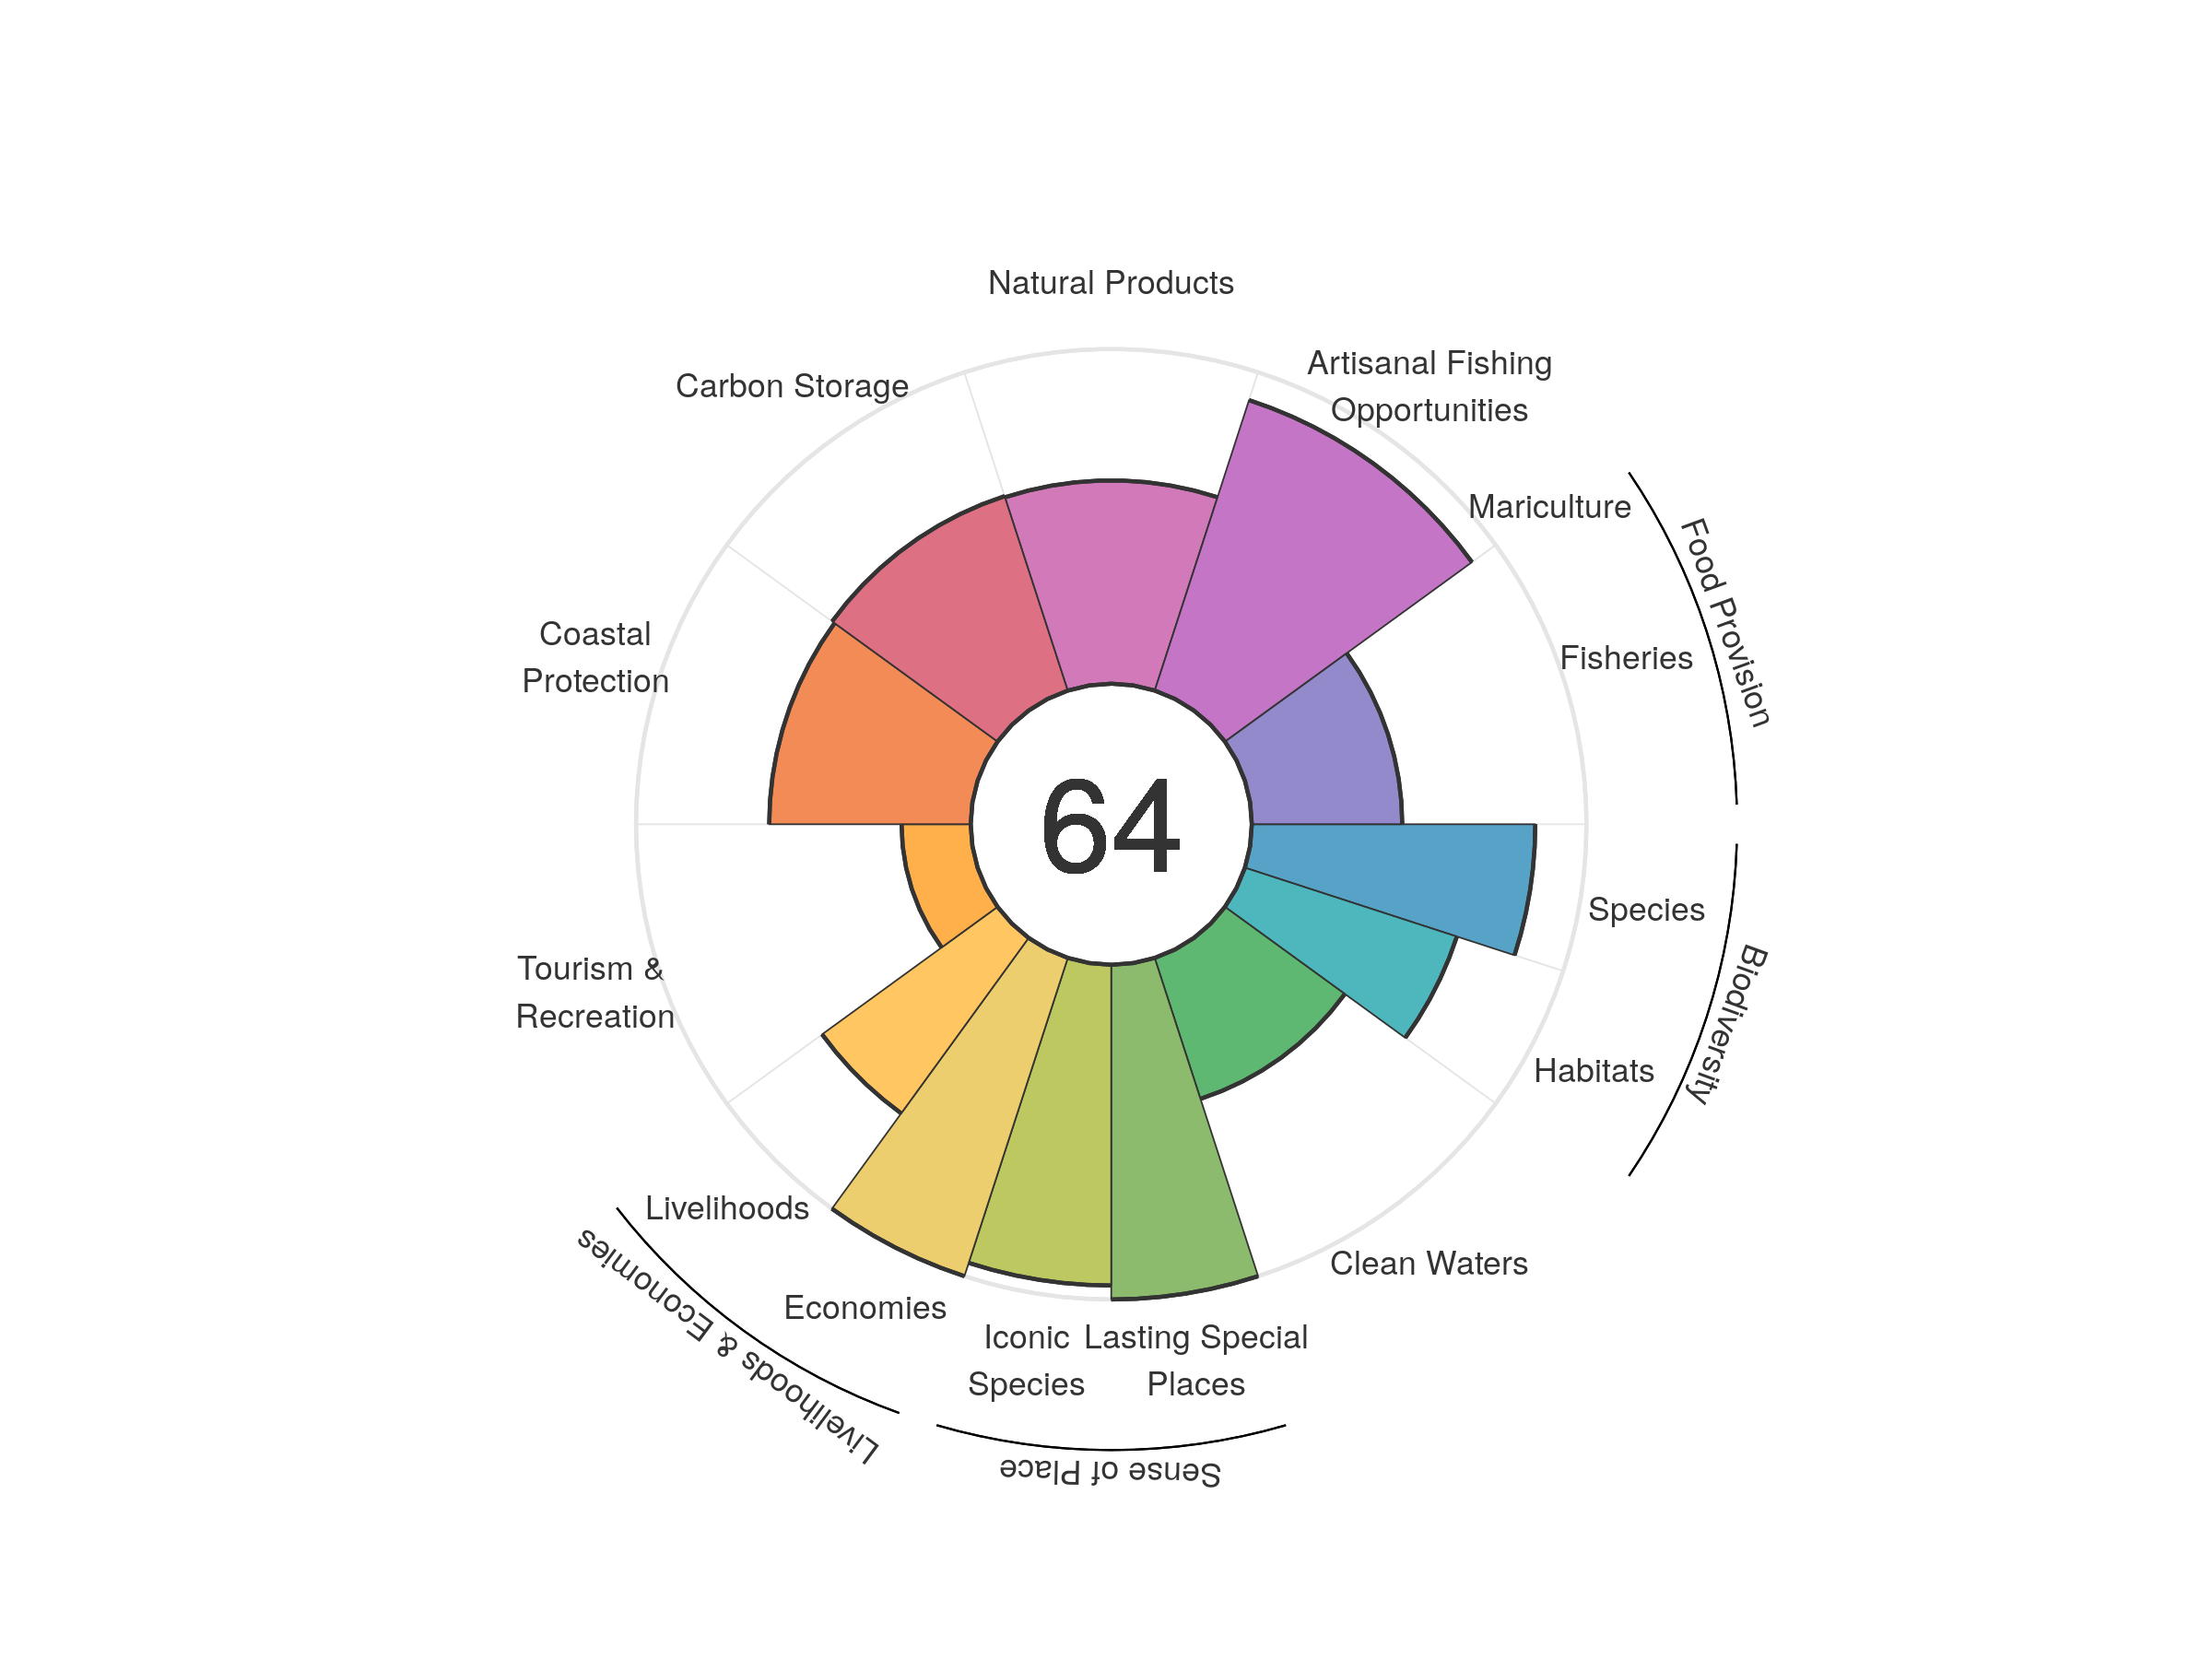 Natural Products
Artisanal Fishing
Opportunities
Carbon Storage
Mariculture
Food Provision
Coastal
Protection
Fisheries
64
Species
Biodiversity
Tourism &
Recreation
Habitats
Livelihoods
Livelihoods & Economies
Clean Waters
Economies
Iconic
Species
Lasting Special
Places
Sense of Place